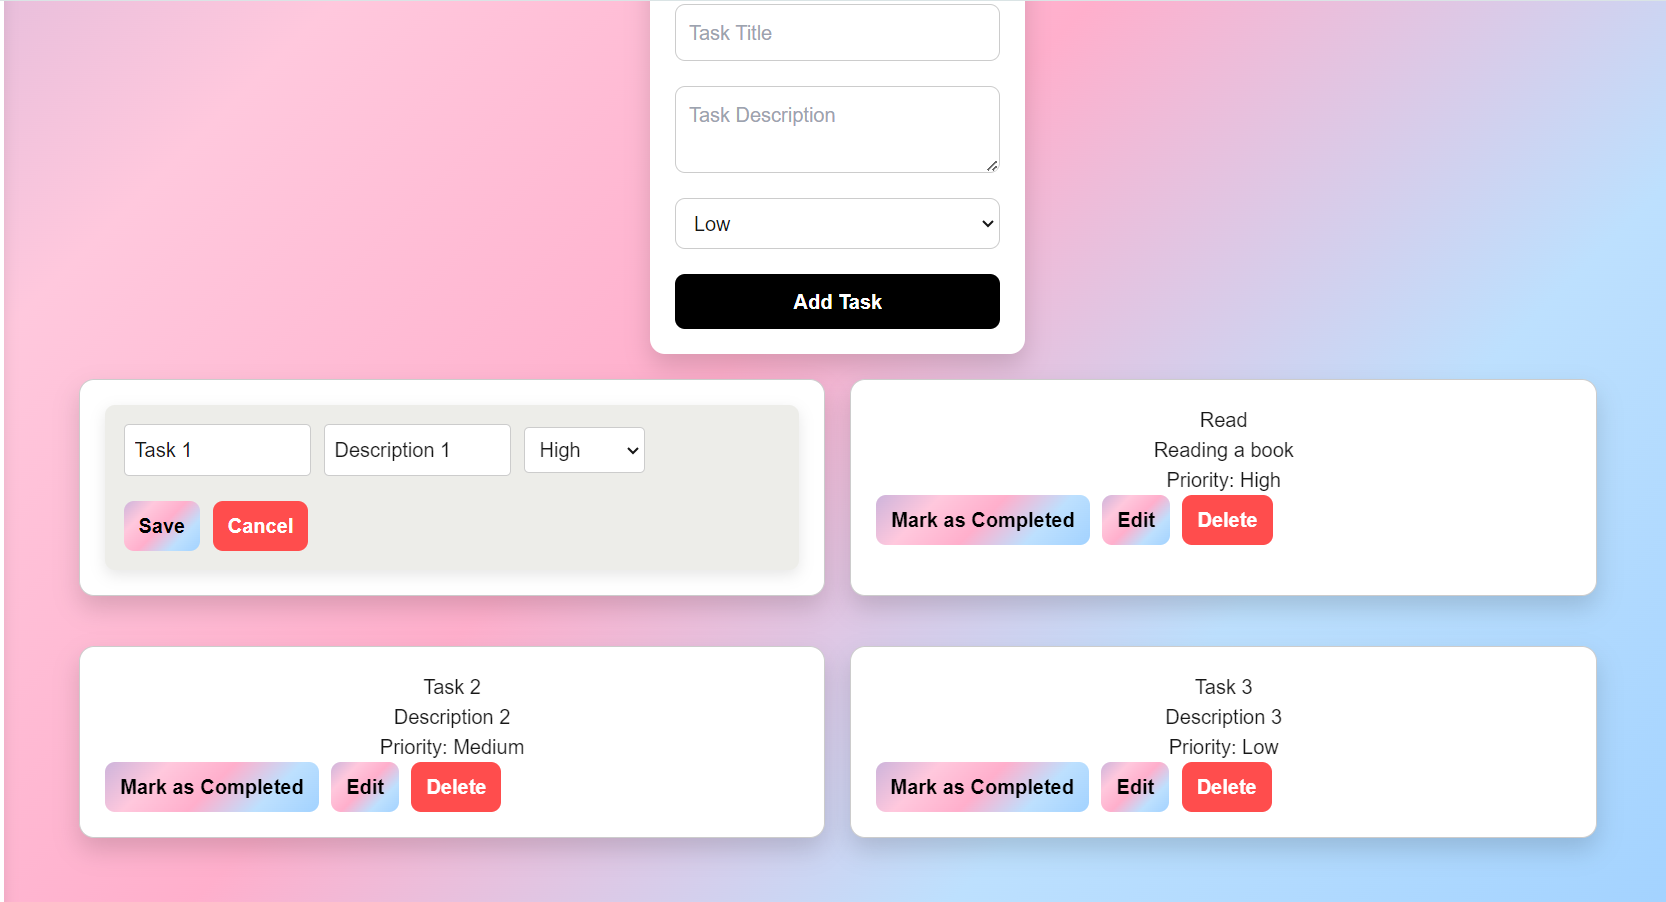 Task Title
Task Description
Low
Add Task
Task 1 Description 1 High
Save Cancel
Read
Reading a book
Priority: High
Mark as Completed Edit Delete
Task 2
Description 2
Priority: Medium
Mark as Completed Edit Delete
Task 3
Description 3
Priority: Low
Mark as Completed Edit Delete